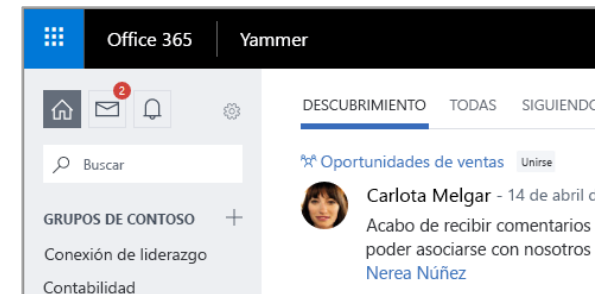 Office 365 Yammer
2
DESCUBRIMIENTO TODAS SIGUIENDO
Buscar
Oportunidades de ventas Unirse
Carlota Melgar - 14 de abril d
GRUPOS DE CONTOSO
Acabo de recibir comentarios
Conexión de liderazgo
poder asociarse con nosotros
Nerea Núñez
Contabilidad